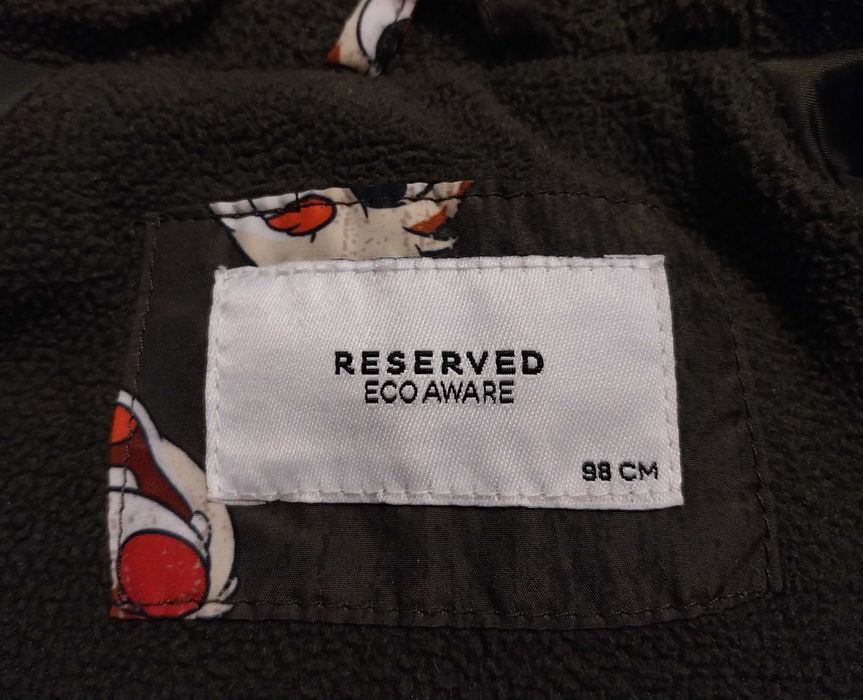 RESERVED
ECO AWARE
98 CM